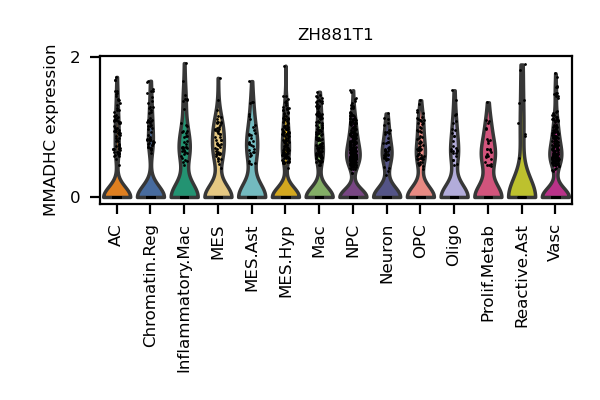 ZH881T1
MMADHC expression
2
0
AC
Chromatin.Reg
Inflammatory.Mac
MES
MES.Ast
MES.Hyp
Mac
NPC
Neuron
OPC
Oligo
Prolif.Metab
Reactive.Ast
Vasc